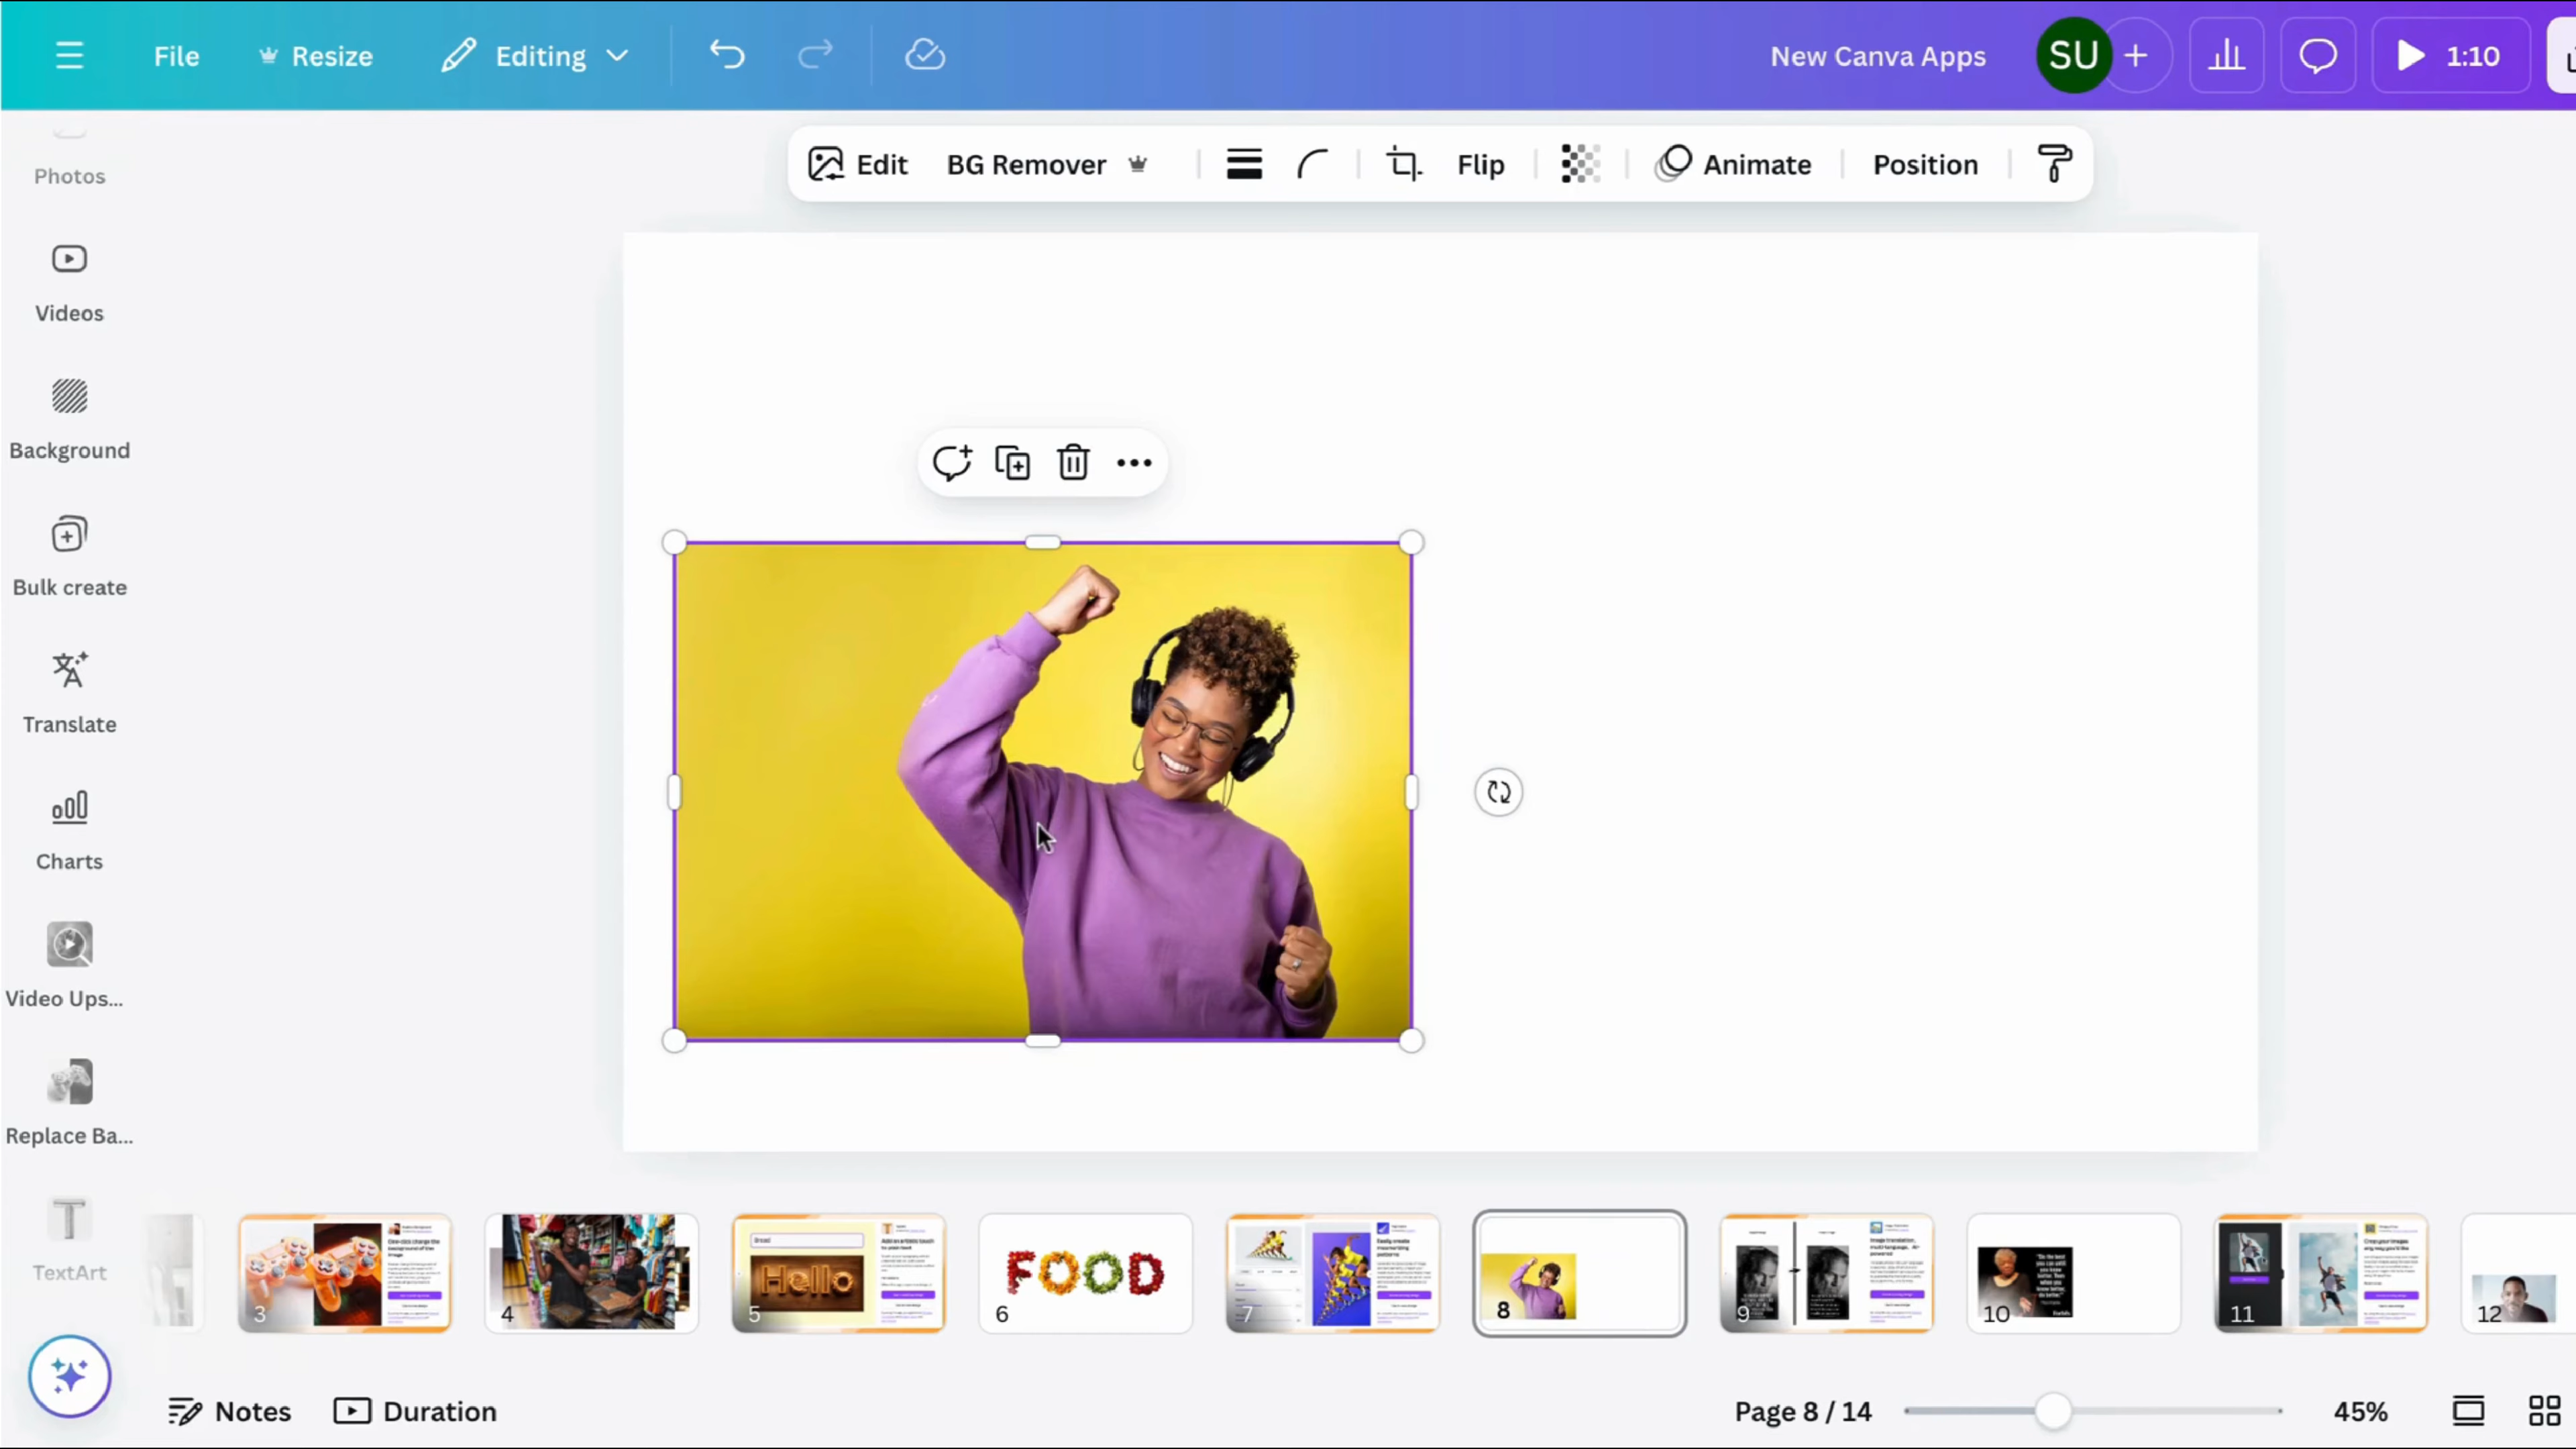 File
Resize
Editing
New Canva Apps
SU
1:10
Edit
BG Remover
Flip
Animate
Position
Photos
Videos
Background
Bulk create
Translate
Charts
Video Ups...
Replace Ba...
TextArt
3
4
5
Hello
6
FOOD
7
8
9
10
11
12
Notes
Duration
Page 8 / 14
45%